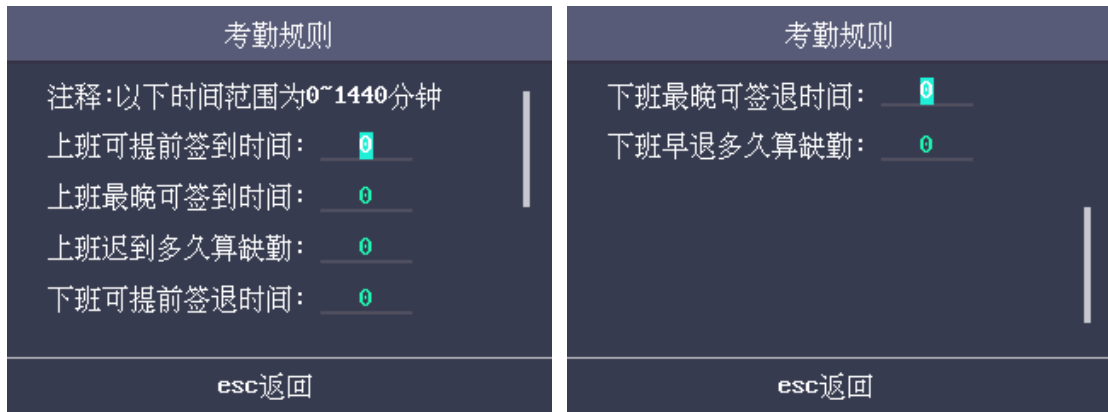 考勤规则
注释:以下时间范围为0~1440分钟
上班可提前签到时间: 0
上班最晚可签到时间: 0
上班迟到多久算缺勤: 0
下班可提前签退时间: 0
esc返回
考勤规则
下班最晚可签退时间: 0
下班早退多久算缺勤: 0
esc返回